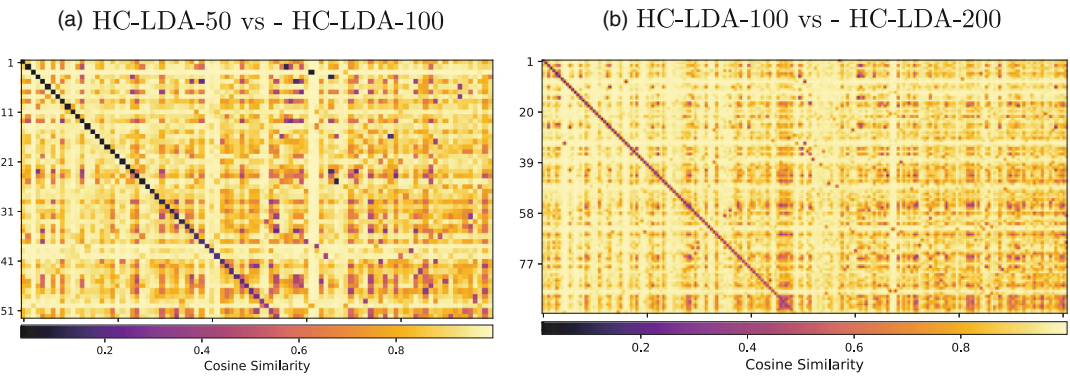 (a) HC-LDA-50 vs - HC-LDA-100
1
11
21
31
41
51
0.2 0.4 0.6 0.8
Cosine Similarity
(b) HC-LDA-100 vs - HC-LDA-200
1
20
39
58
77
0.2 0.4 0.6 0.8
Cosine Similarity